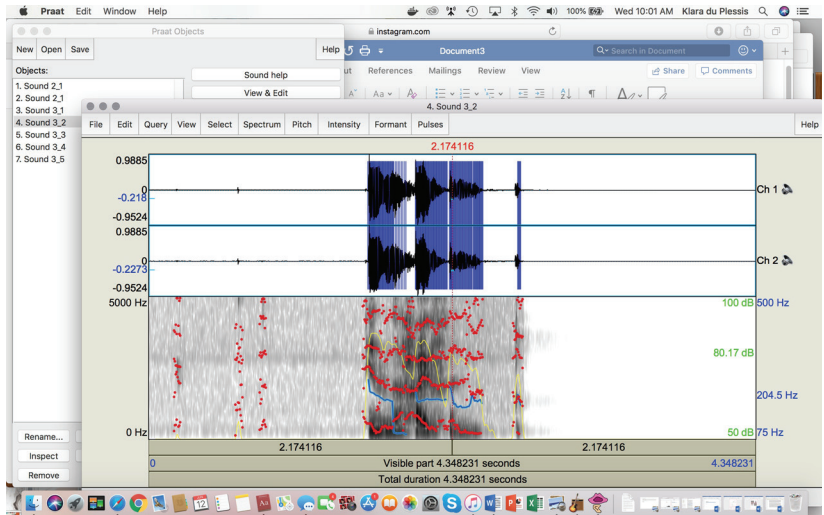 Praat Edit Window Help 100% Wed 10:01 AM Klara du Plessis
Praat Objects
instagram.com
New Open Save Help
Document3
Search in Document
Objects:
Sound help
View & Edit
References Mailings Review View
Share Comments
Aa
1. Sound 2_1
2. Sound 2_1
3. Sound 3_1
4. Sound 3_2
5. Sound 3_3
6. Sound 3_4
7. Sound 3_5
4. Sound 3_2
File Edit Query View Select Spectrum Pitch Intensity Formant Pulses Help
2.174116
0.9885
0
-0.218
-0.9524
Ch 1
0.9885
0
-0.2273
-0.9524
Ch 2
5000 Hz
100 dB 500 Hz
80.17 dB
204.5 Hz
0 Hz
50 dB 75 Hz
2.174116 2.174116
0 Visible part 4.348231 seconds 4.348231
Total duration 4.348231 seconds
Rename...
Inspect
Remove